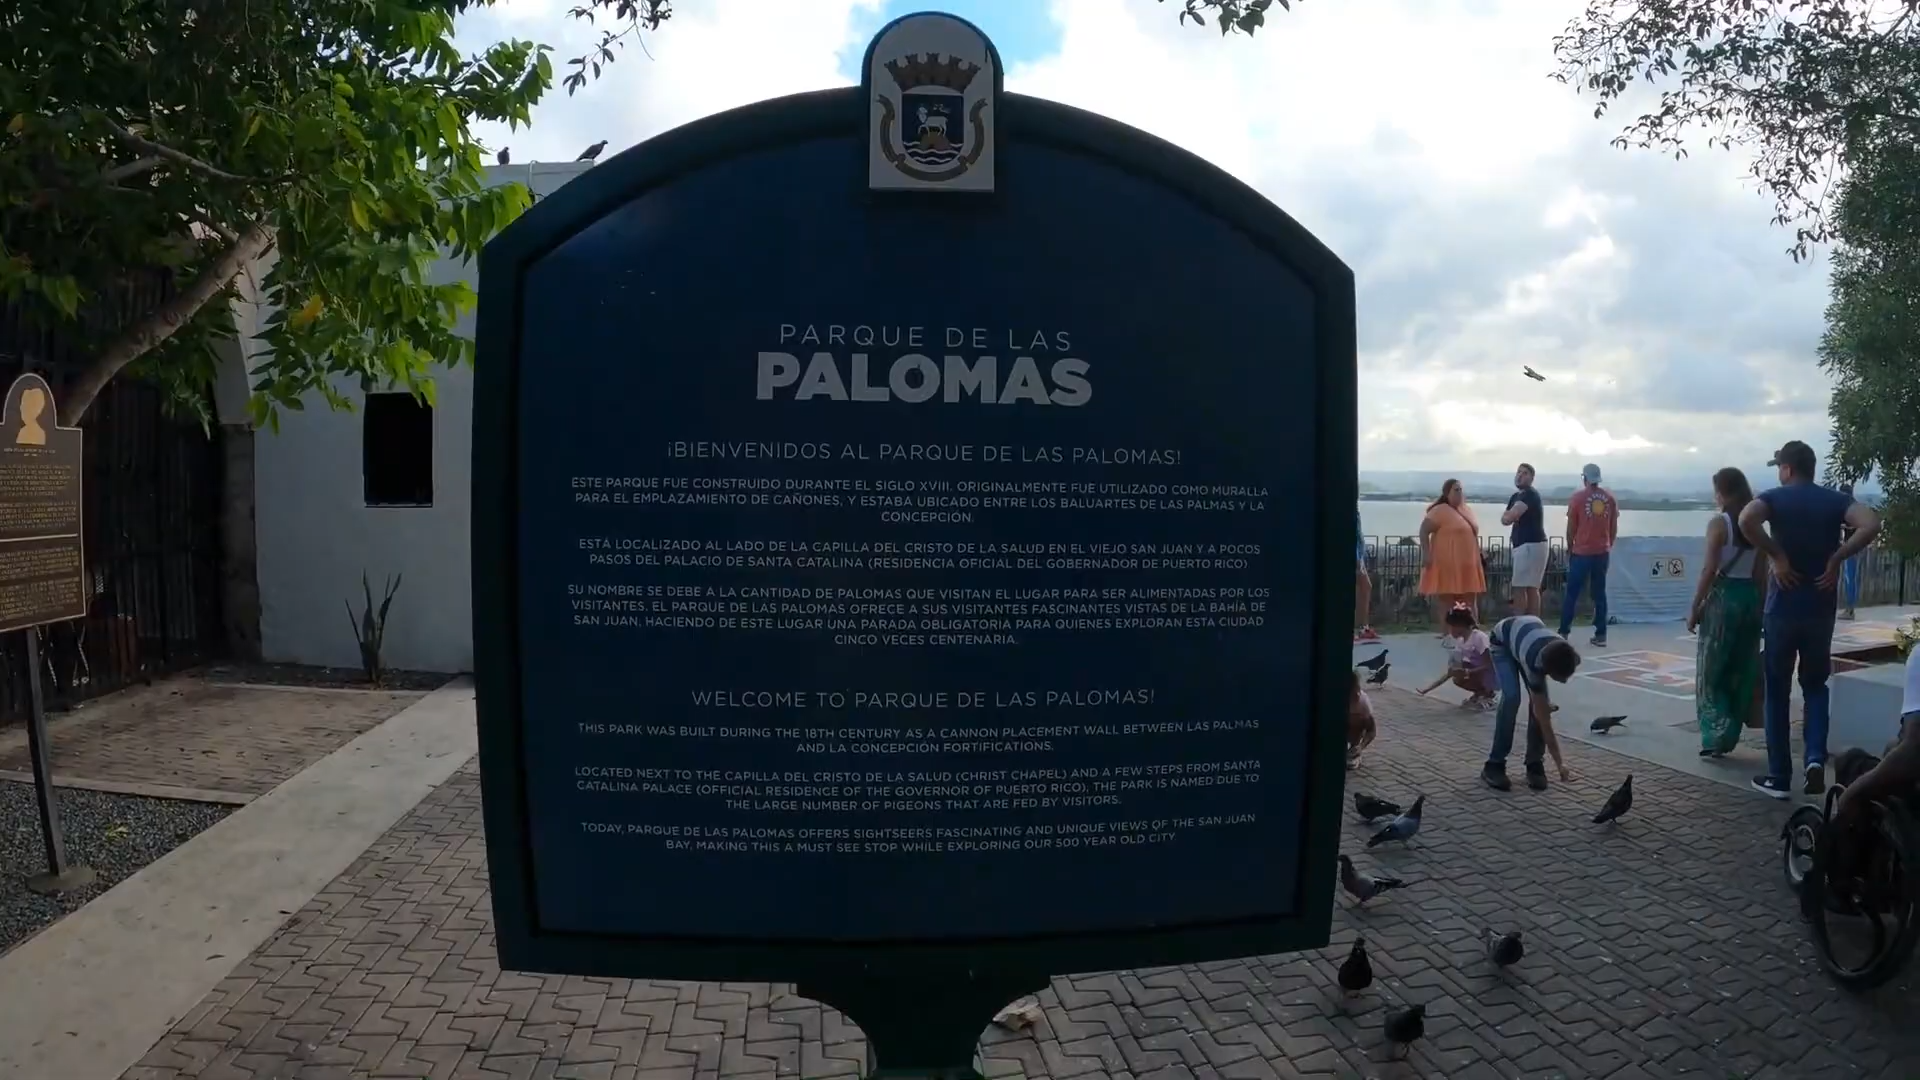 PARQUE DE LAS
PALOMAS
¡BIENVENIDOS AL PARQUE DE LAS PALOMAS!
ESTE PARQUE FUE CONSTRUIDO DURANTE EL SIGLO XVIII. ORIGINALMENTE FUE UTILIZADO COMO MURALLA
PARA EL EMPLAZAMIENTO DE CAÑONES, Y ESTABA UBICADO ENTRE LOS BALUARTES DE LAS PALMAS Y LA
CONCEPCIÓN.
ESTÁ LOCALIZADO AL LADO DE LA CAPILLA DEL CRISTO DE LA SALUD EN EL VIEJO SAN JUAN Y A POCOS
PASOS DEL PALACIO DE SANTA CATALINA (RESIDENCIA OFICIAL DEL GOBERNADOR DE PUERTO RICO)
SU NOMBRE SE DEBE A LA CANTIDAD DE PALOMAS QUE VISITAN EL LUGAR PARA SER ALIMENTADAS POR LOS
VISITANTES. EL PARQUE DE LAS PALOMAS OFRECE A SUS VISITANTES FASCINANTES VISTAS DE LA BAHÍA DE
SAN JUAN, HACIENDO DE ESTE LUGAR UNA PARADA OBLIGATORIA PARA QUIENES EXPLORAN ESTA CIUDAD
CINCO VECES CENTENARIA.
WELCOME TO PARQUE DE LAS PALOMAS!
THIS PARK WAS BUILT DURING THE 18TH CENTURY AS A CANNON PLACEMENT WALL BETWEEN LAS PALMAS
AND LA CONCEPCIÓN FORTIFICATIONS.
LOCATED NEXT TO THE CAPILLA DEL CRISTO DE LA SALUD (CHRIST CHAPEL) AND A FEW STEPS FROM SANTA
CATALINA PALACE (OFFICIAL RESIDENCE OF THE GOVERNOR OF PUERTO RICO), THE PARK IS NAMED DUE TO
THE LARGE NUMBER OF PIGEONS THAT ARE FED BY VISITORS.
TODAY, PARQUE DE LAS PALOMAS OFFERS SIGHTSEERS FASCINATING AND UNIQUE VIEWS OF THE SAN JUAN
BAY, MAKING THIS A MUST SEE STOP WHILE EXPLORING OUR 500 YEAR OLD CITY